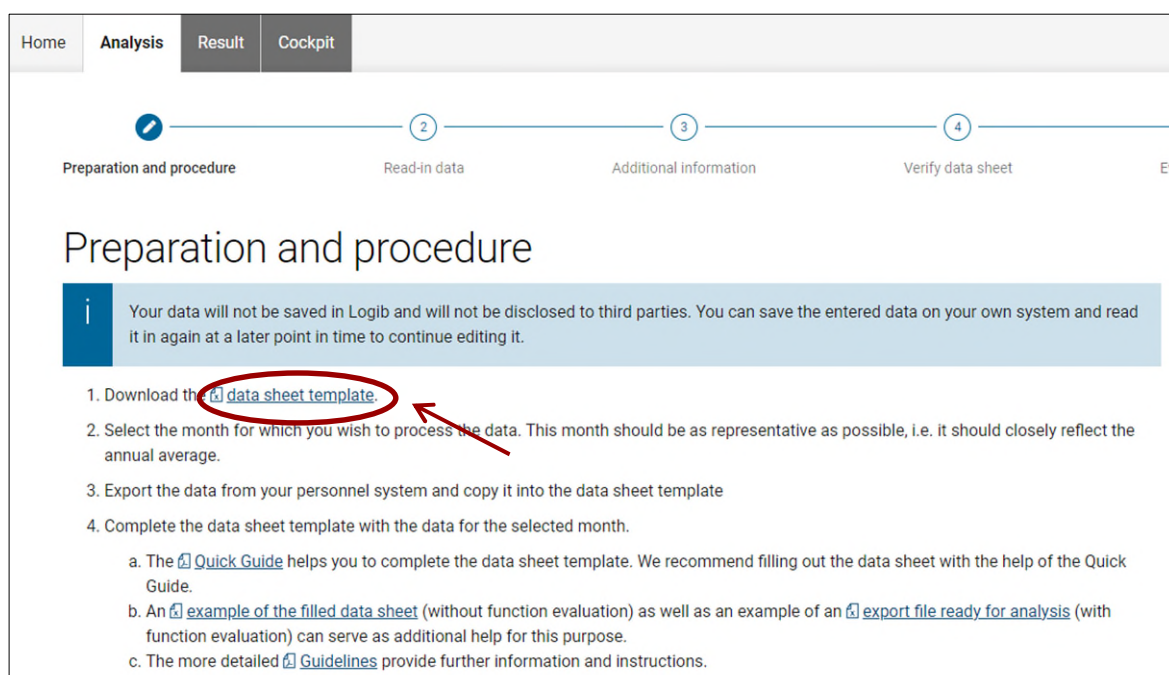 Home Analysis Result Cockpit
2 3 4
Preparation and procedure Read-in data Additional information Verify data sheet
Preparation and procedure
i Your data will not be saved in Logib and will not be disclosed to third parties. You can save the entered data on your own system and read
it in again at a later point in time to continue editing it.
1. Download the data sheet template.
2. Select the month for which you wish to process the data. This month should be as representative as possible, i.e. it should closely reflect the
annual average.
3. Export the data from your personnel system and copy it into the data sheet template
4. Complete the data sheet template with the data for the selected month.
a. The Quick Guide helps you to complete the data sheet template. We recommend filling out the data sheet with the help of the Quick
Guide.
b. An example of the filled data sheet (without function evaluation) as well as an example of an export file ready for analysis (with
function evaluation) can serve as additional help for this purpose.
c. The more detailed Guidelines provide further information and instructions.